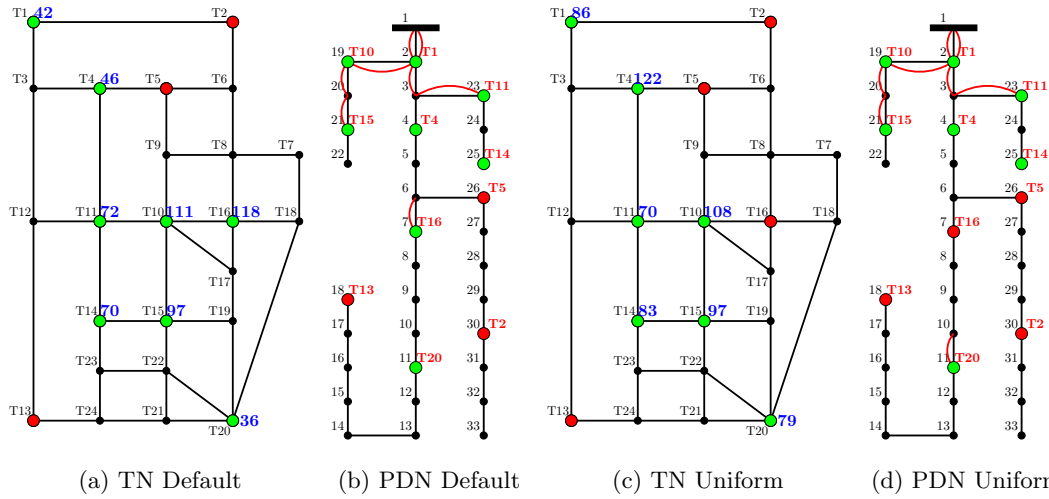 T1 42 T2
T3 T4 46 T5 T6
T9 T8 T7
T12 T11 72 T10 111 T16 118 T18
T17
T14 70 T15 97 T19
T23 T22
T13 T24 T21 T20 36
(a) TN Default
1
19 T10 2 T1
20 3 23 T11
21 T15 4 T4 24
22 5 25 T14
6 26 T5
7 T16 27
8 28
18 T13 9 29
17 10 30 T2
16 11 T20 31
15 12 32
14 13 33
(b) PDN Default
T1 86 T2
T3 T4 122 T5 T6
T9 T8 T7
T12 T11 70 T10 108 T16 T18
T17
T14 83 T15 97 T19
T23 T22
T13 T24 T21 T20 79
(c) TN Uniform
1
19 T10 2 T1
20 3 23 T11
21 T15 4 T4 24
22 5 25 T14
6 26 T5
7 T16 27
8 28
18 T13 9 29
17 10 30 T2
16 11 T20 31
15 12 32
14 13 33
(d) PDN Uniform